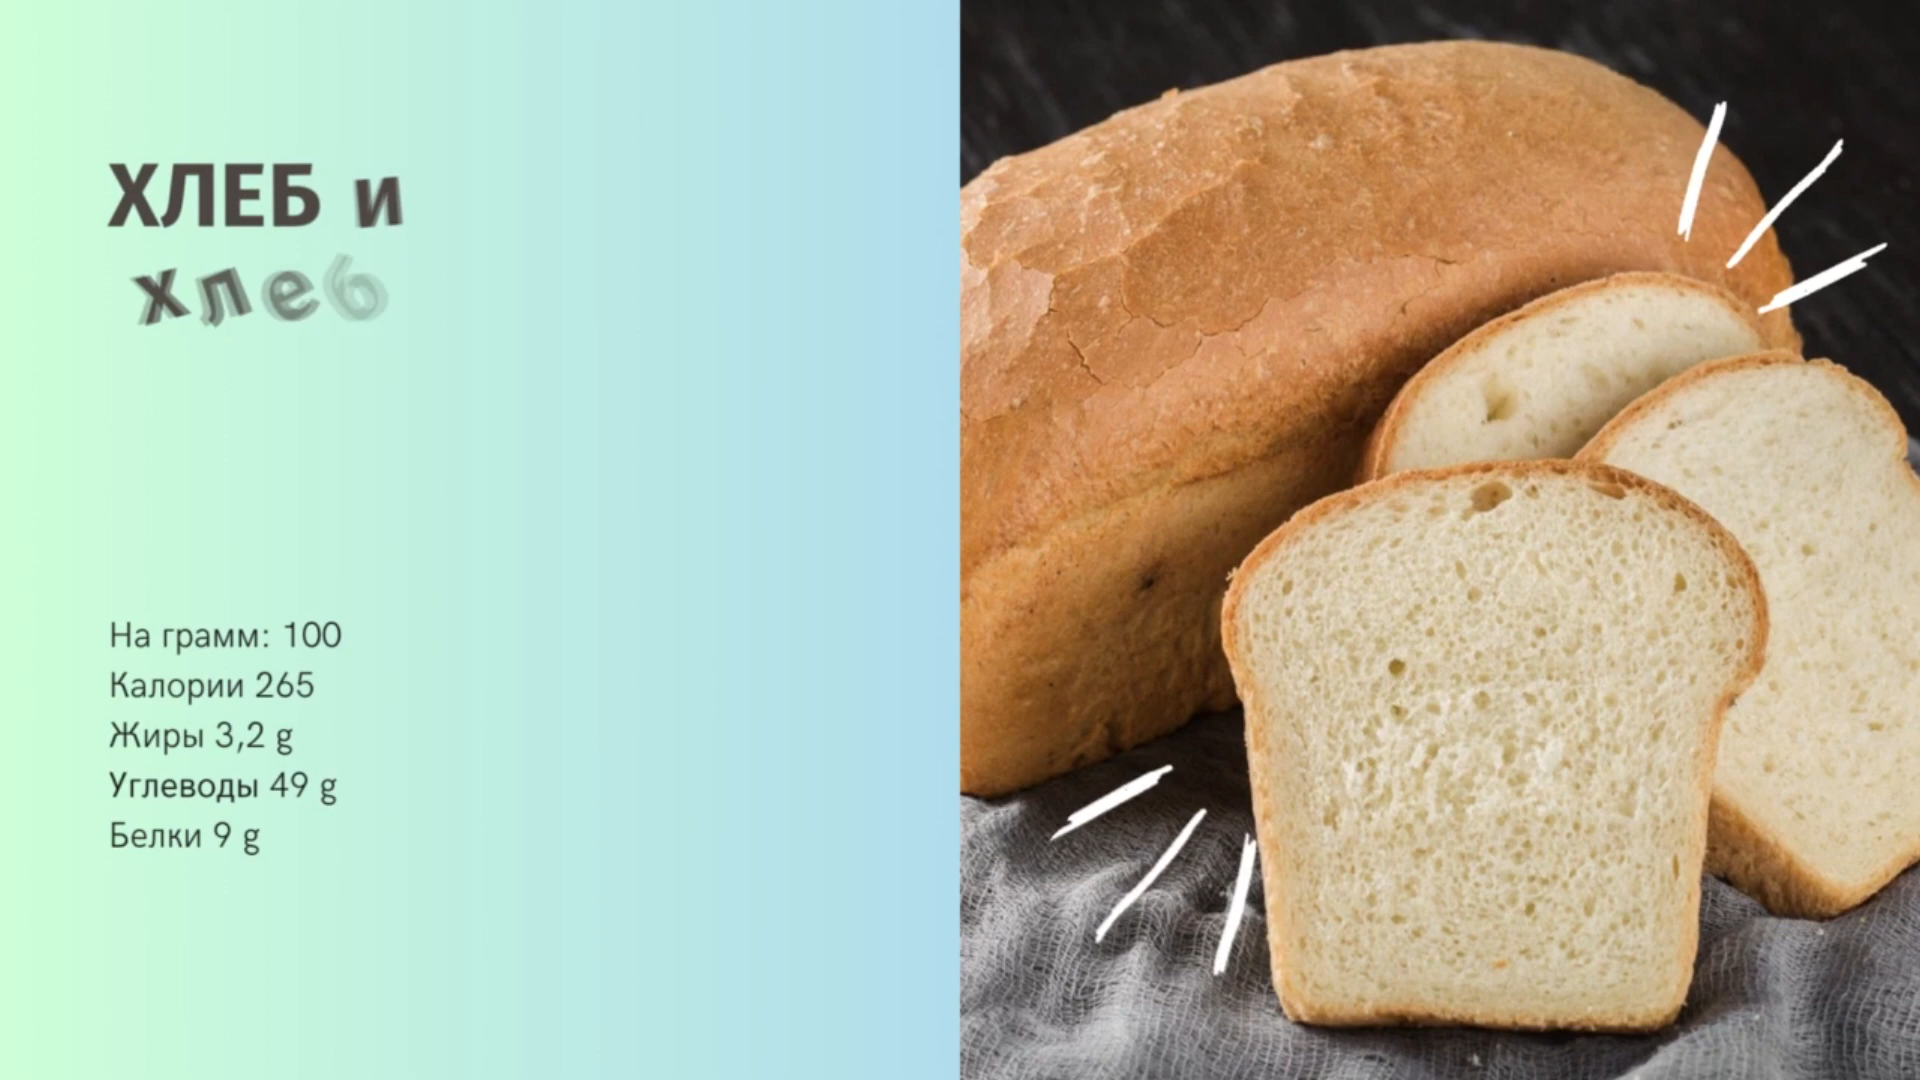 ХЛЕБ и
хлеб
На грамм: 100
Калории 265
Жиры 3,2 g
Углеводы 49 g
Белки 9 g